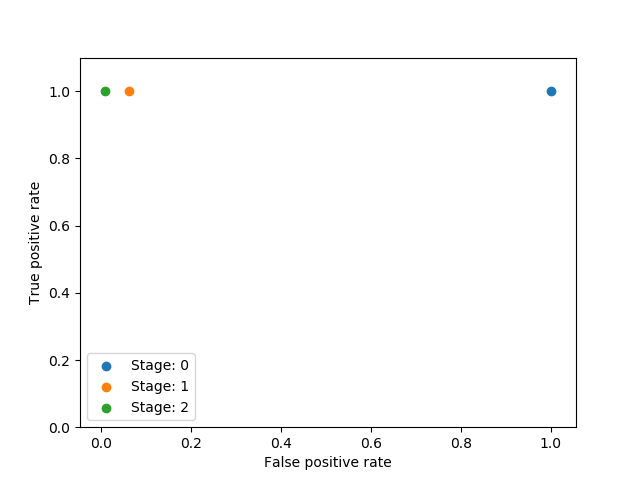 True positive rate
1.0
0.8
0.6
0.4
0.2
0.0
Stage: 0
Stage: 1
Stage: 2
0.0 0.2 0.4 0.6 0.8 1.0
False positive rate